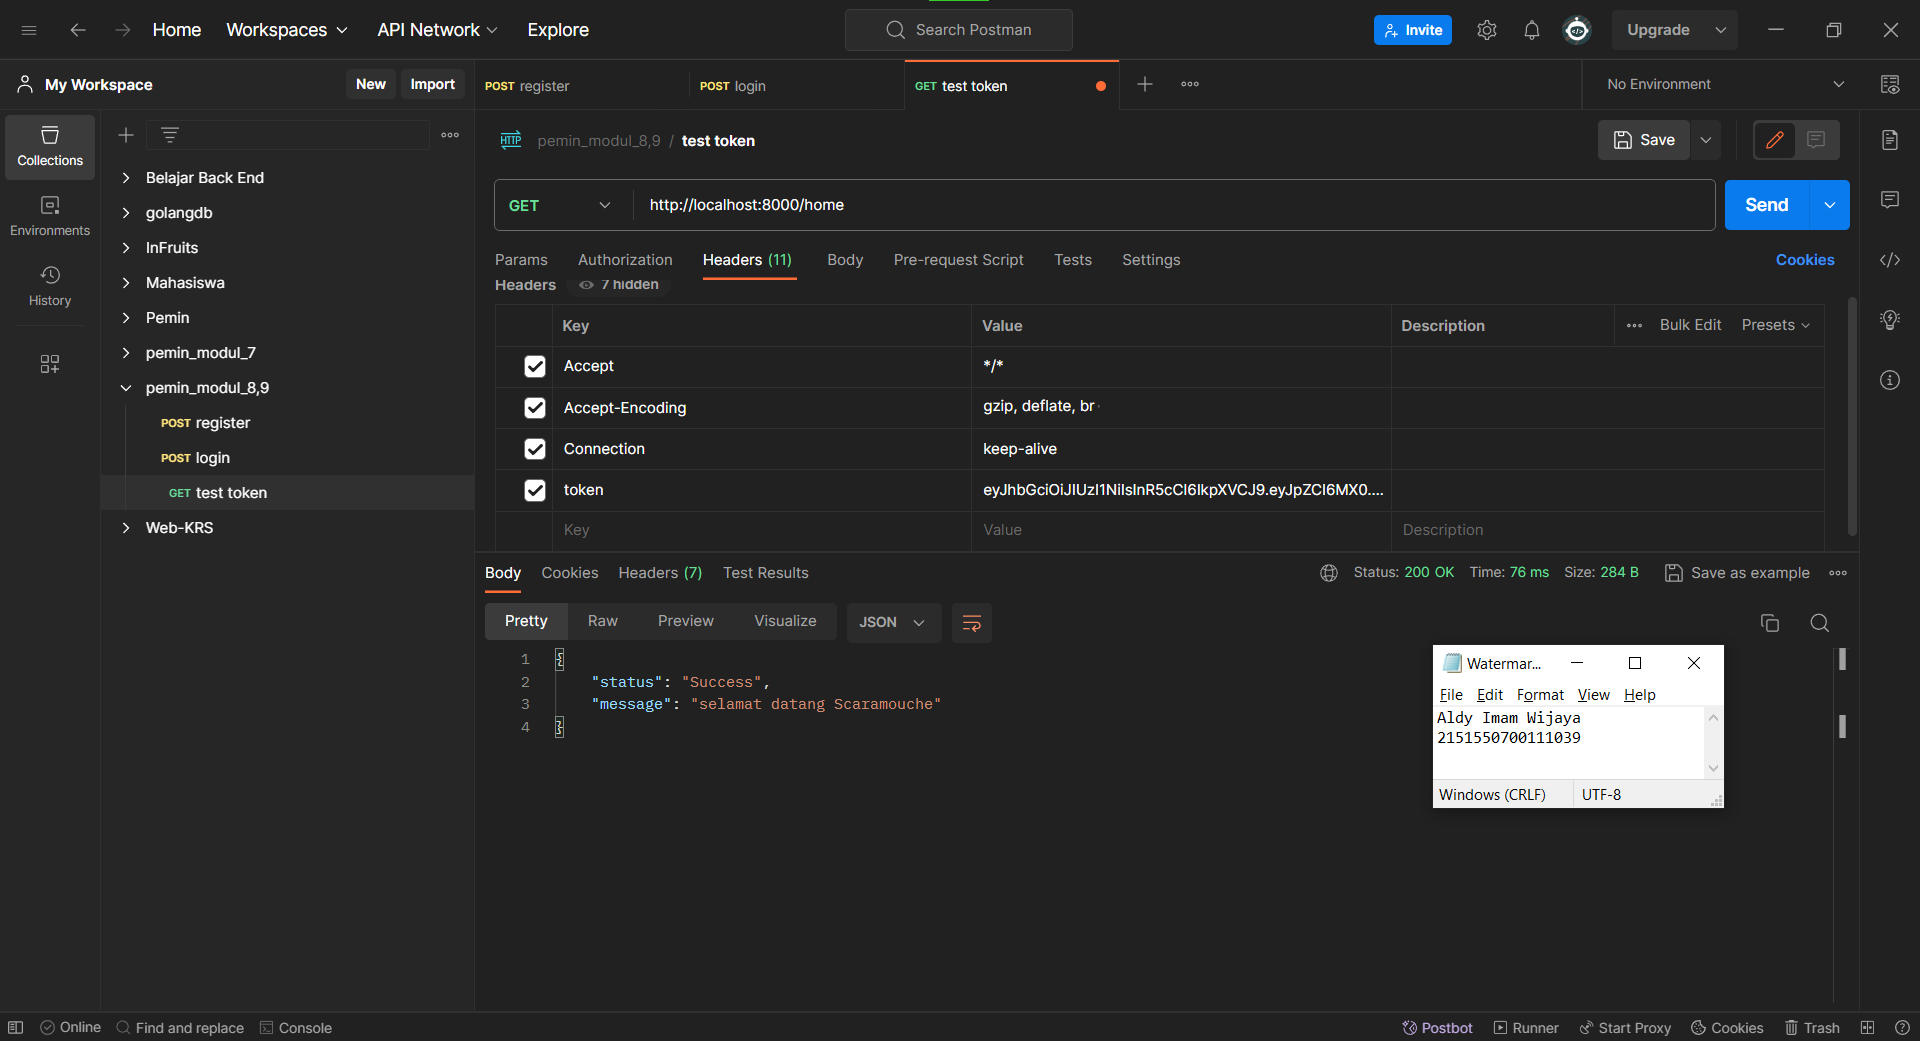 Home
Workspaces
API Network
Explore
Search Postman
Invite
Upgrade
My Workspace
New
Import
POST register
POST login
GET test token
No Environment
Collections
Environments
History
Belajar Back End
golangdb
InFruits
Mahasiswa
Pemin
pemin_modul_7
pemin_modul_8,9
POST register
POST login
GET test token
Web-KRS
HTTP
pemin_modul_8,9 / test token
Save
GET
http://localhost:8000/home
Send
Params
Authorization
Headers (11)
Body
Pre-request Script
Tests
Settings
Cookies
Headers
7 hidden
Key
Value
Description
Bulk Edit
Presets
Accept
*/*
Accept-Encoding
gzip, deflate, br
Connection
keep-alive
token
eyJhbGciOiJIUzI1NiIsInR5cCI6IkpXVCJ9.eyJpZCI6MX0....
Key
Value
Description
Body
Cookies
Headers (7)
Test Results
Status: 200 OK
Time: 76 ms
Size: 284 B
Save as example
Pretty
Raw
Preview
Visualize
JSON
1 {
2 "status": "Success",
3 "message": "selamat datang Scaramouche"
4 }
Watermar...
File Edit Format View Help
Aldy Imam Wijaya
2151550700111039
Windows (CRLF)
UTF-8
Online
Find and replace
Console
Postbot
Runner
Start Proxy
Cookies
Trash